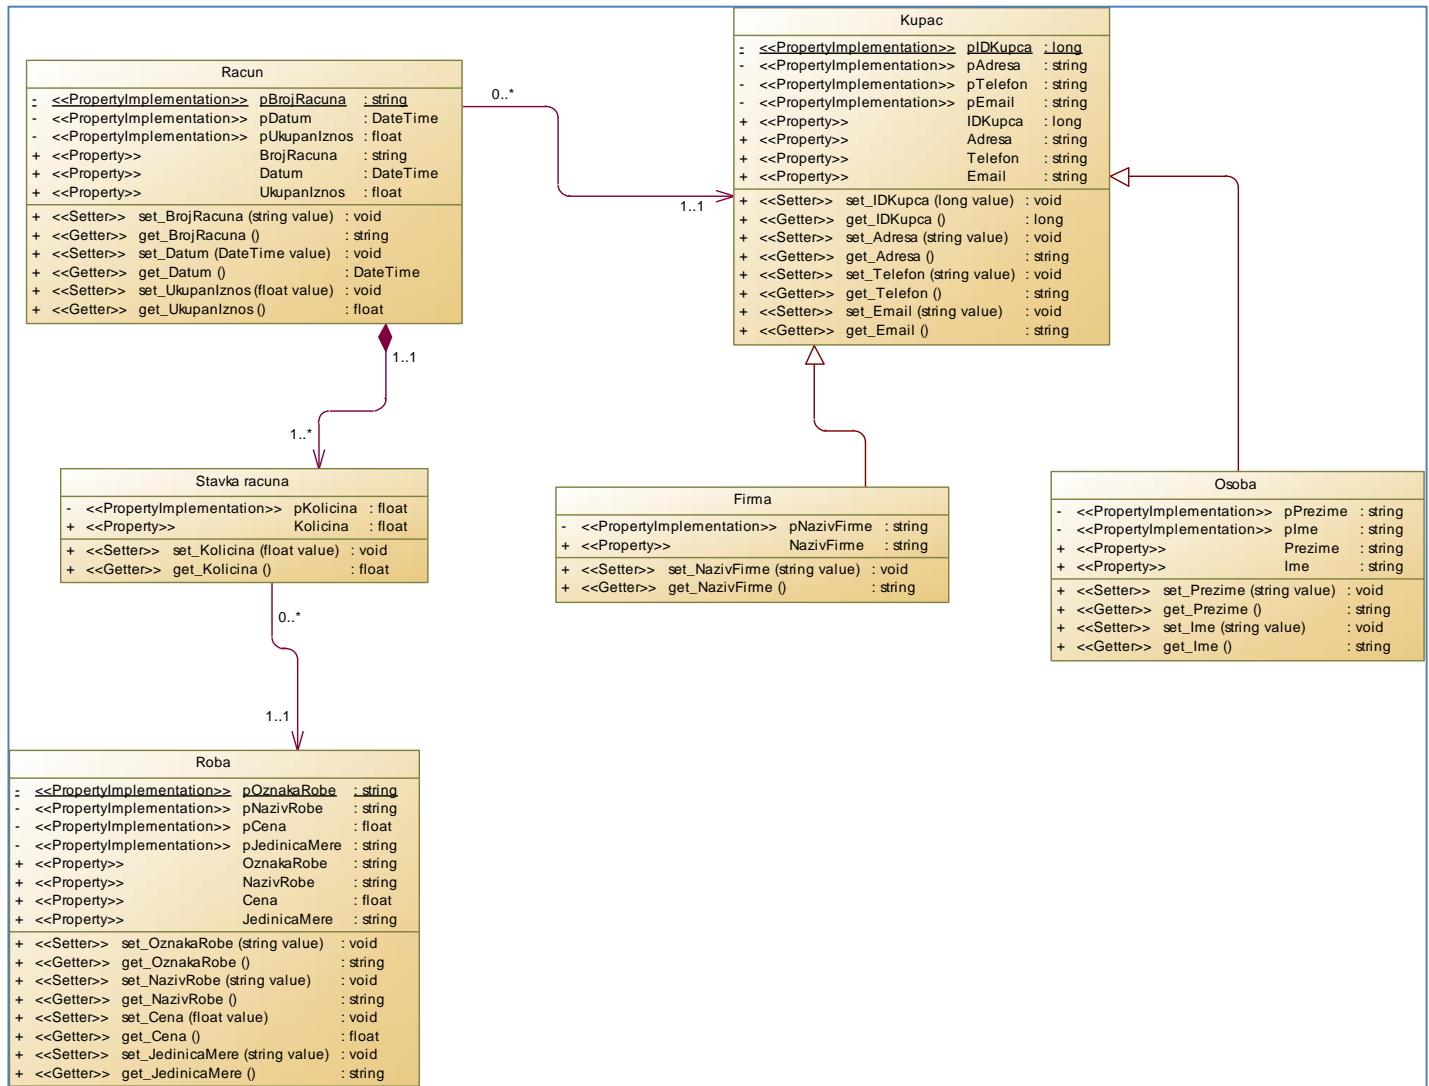 Racun
- <<PropertyImplementation>> pBrojRacuna : string
- <<PropertyImplementation>> pDatum : DateTime
- <<PropertyImplementation>> pUkupanIznos : float
+ <<Property>> BrojRacuna : string
+ <<Property>> Datum : DateTime
+ <<Property>> UkupanIznos : float
+ <<Setter>> set_BrojRacuna (string value) : void
+ <<Getter>> get_BrojRacuna () : string
+ <<Setter>> set_Datum (DateTime value) : void
+ <<Getter>> get_Datum () : DateTime
+ <<Setter>> set_UkupanIznos (float value) : void
+ <<Getter>> get_UkupanIznos () : float
0..*
1..1
Kupac
- <<PropertyImplementation>> pIDKupca : long
- <<PropertyImplementation>> pAdresa : string
- <<PropertyImplementation>> pTelefon : string
- <<PropertyImplementation>> pEmail : string
+ <<Property>> IDKupca : long
+ <<Property>> Adresa : string
+ <<Property>> Telefon : string
+ <<Property>> Email : string
+ <<Setter>> set_IDKupca (long value) : void
+ <<Getter>> get_IDKupca () : long
+ <<Setter>> set_Adresa (string value) : void
+ <<Getter>> get_Adresa () : string
+ <<Setter>> set_Telefon (string value) : void
+ <<Getter>> get_Telefon () : string
+ <<Setter>> set_Email (string value) : void
+ <<Getter>> get_Email () : string
1..1
1..*
Stavka racuna
- <<PropertyImplementation>> pKolicina : float
+ <<Property>> Kolicina : float
+ <<Setter>> set_Kolicina (float value) : void
+ <<Getter>> get_Kolicina () : float
Firma
- <<PropertyImplementation>> pNazivFirme : string
+ <<Property>> NazivFirme : string
+ <<Setter>> set_NazivFirme (string value) : void
+ <<Getter>> get_NazivFirme () : string
Osoba
- <<PropertyImplementation>> pPrezime : string
- <<PropertyImplementation>> pIme : string
+ <<Property>> Prezime : string
+ <<Property>> Ime : string
+ <<Setter>> set_Prezime (string value) : void
+ <<Getter>> get_Prezime () : string
+ <<Setter>> set_Ime (string value) : void
+ <<Getter>> get_Ime () : string
0..*
1..1
Roba
- <<PropertyImplementation>> pOznakaRobe : string
- <<PropertyImplementation>> pNazivRobe : string
- <<PropertyImplementation>> pCena : float
- <<PropertyImplementation>> pJedinicaMere : string
+ <<Property>> OznakaRobe : string
+ <<Property>> NazivRobe : string
+ <<Property>> Cena : float
+ <<Property>> JedinicaMere : string
+ <<Setter>> set_OznakaRobe (string value) : void
+ <<Getter>> get_OznakaRobe () : string
+ <<Setter>> set_NazivRobe (string value) : void
+ <<Getter>> get_NazivRobe () : string
+ <<Setter>> set_Cena (float value) : void
+ <<Getter>> get_Cena () : float
+ <<Setter>> set_JedinicaMere (string value) : void
+ <<Getter>> get_JedinicaMere () : string